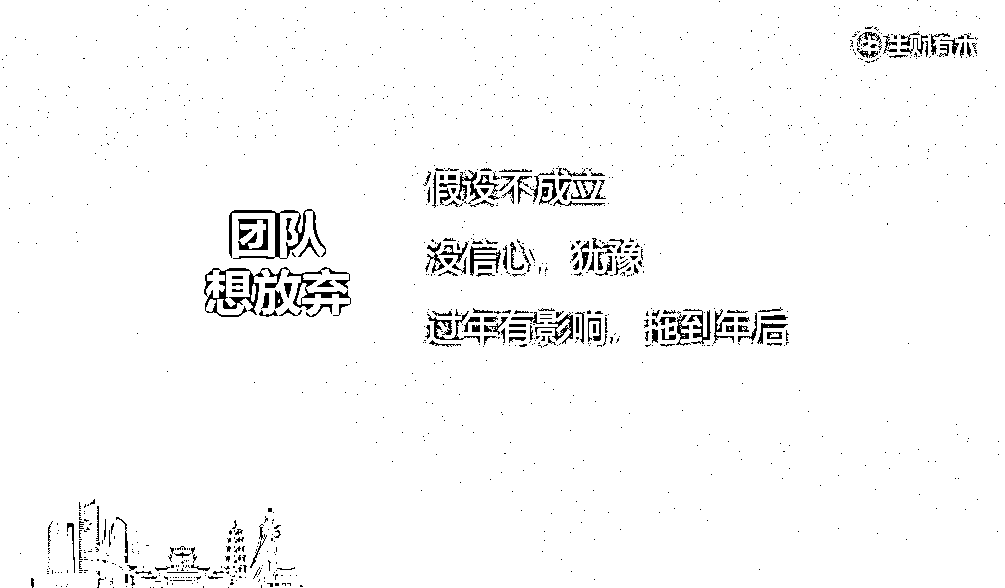 生财有术
团队
想放弃
假设不成立
没信心，犹豫
过年有影响，拖到年后